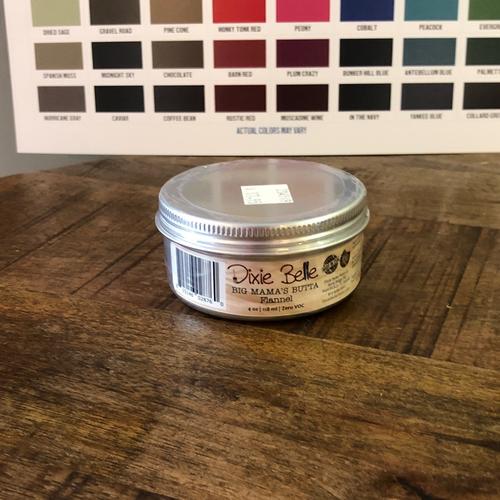 DRIED SAGE GRAVEL ROAD PINE CONE HONKY TONK RED PEONY COBALT PEACOCK
SPANISH MOSS MIDNIGHT SKY CHOCOLATE BARN RED PLUM CRAZY BUNKER HILL BLUE ANTEBELLUM BLUE
HURRICANE GRAY CAVIAR COFFEE BEAN RUSTIC RED MUSCADINE WINE IN THE NAVY YANKEE BLUE
ACTUAL COLORS MAY VARY
Dixie Belle
BIG MAMA'S BUTTA
Flannel
4 oz | 118 ml | Zero VOC